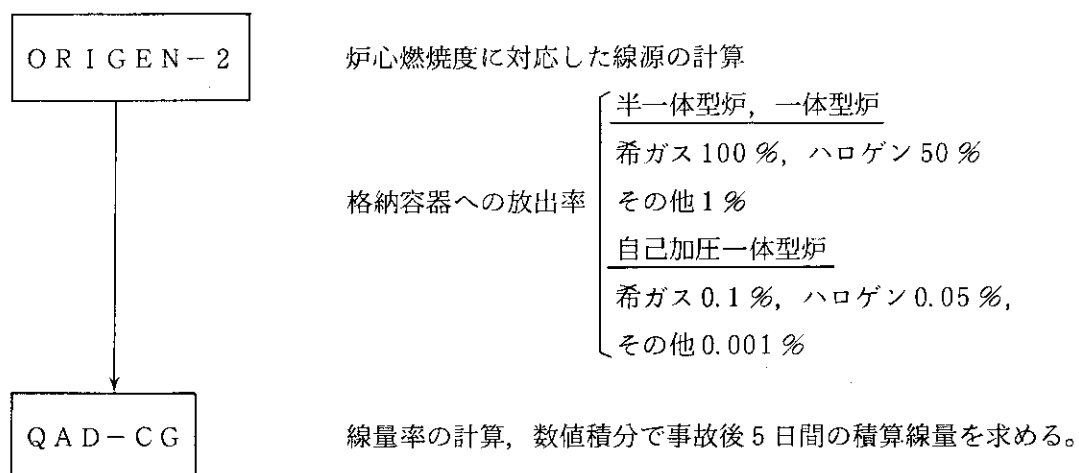 ORIGEN-2
炉心燃焼度に対応した線源の計算
半一体型炉，一体型炉
希ガス100％，ハロゲン50％
格納容器への放出率
その他1％
自己加圧一体型炉
希ガス0.1％，ハロゲン0.05％，
その他0.001％
QAD-CG
線量率の計算，数値積分で事故後5日間の積算線量を求める。